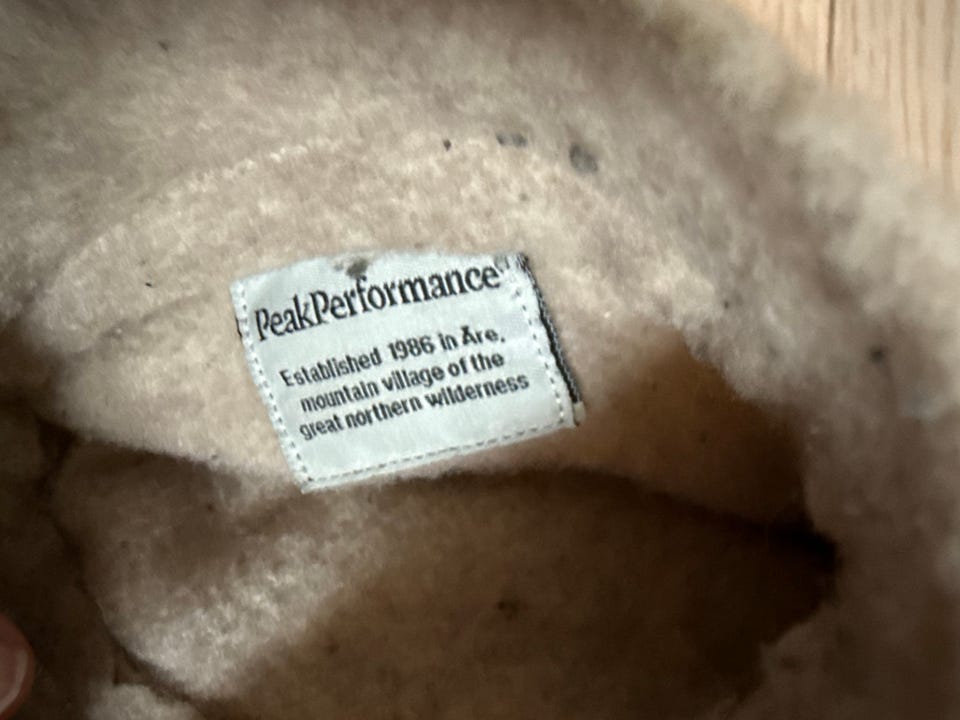 PeakPerformance
Established 1986 in Åre,
mountain village of the
great northern wilderness